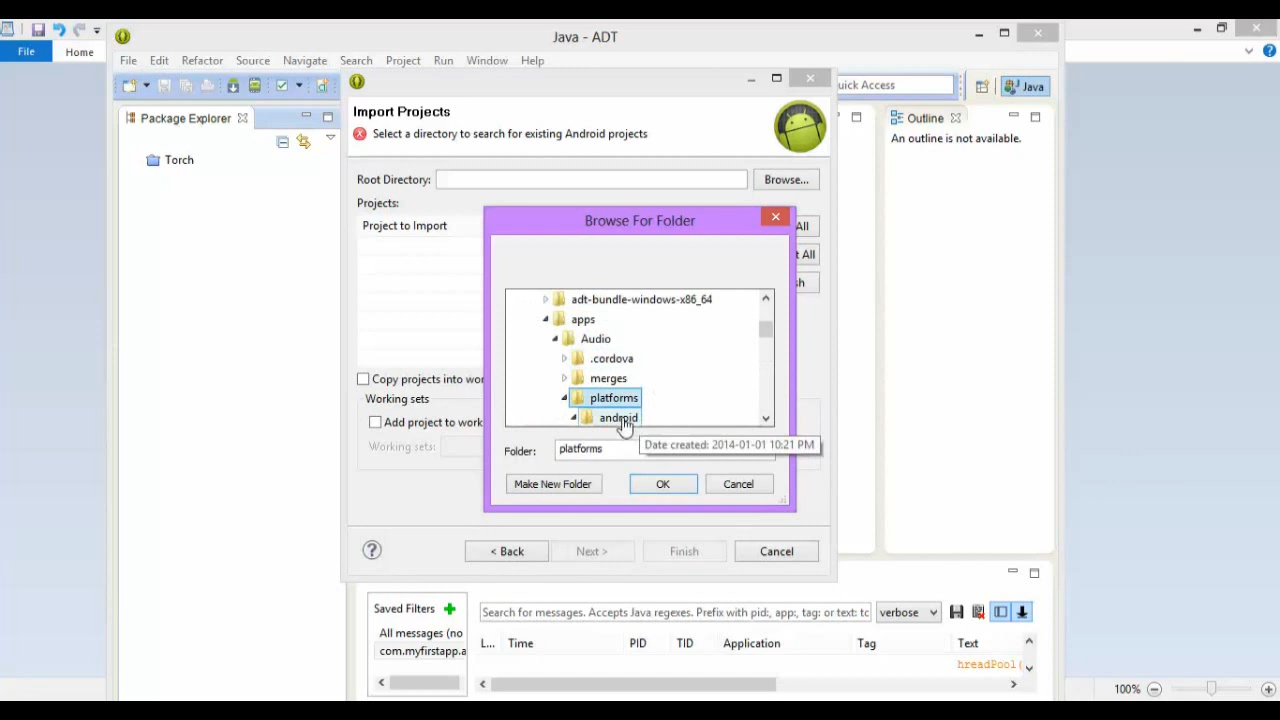 Java - ADT
File
Home
File Edit Refactor Source Navigate Search Project Run Window Help
uick Access
Java
Package Explorer
Torch
Import Projects
Select a directory to search for existing Android projects
Root Directory:
Browse...
Projects:
Project to Import
All
t All
sh
Copy projects into wor
Working sets
Add project to work
Working sets:
Browse For Folder
adt-bundle-windows-x86_64
apps
Audio
.cordova
merges
platforms
android
Folder:
platforms
Date created: 2014-01-01 10:21 PM
Make New Folder
OK
Cancel
?
< Back
Next >
Finish
Cancel
Outline
An outline is not available.
Saved Filters
All messages (no
com.myfirstapp.a
Search for messages. Accepts Java regexes. Prefix with pid:, app:, tag: or text: to
verbose
L... Time PID TID Application Tag Text
hreadPool(
100%